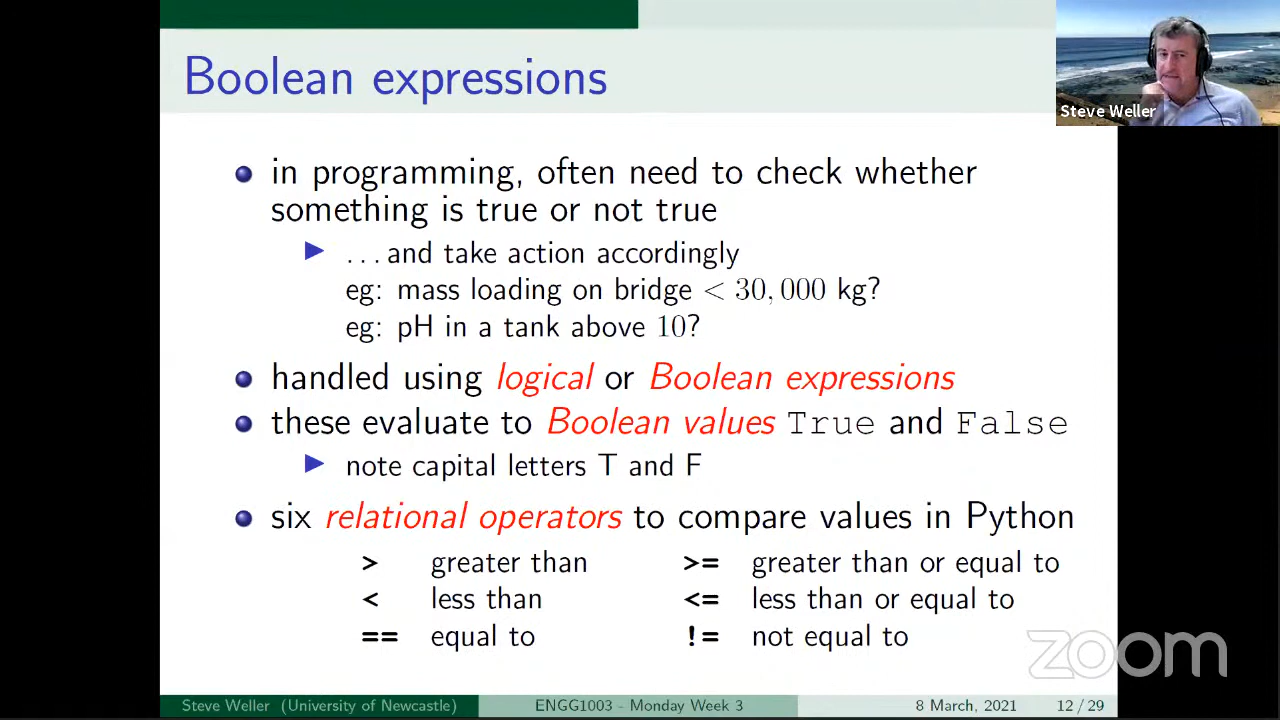 Boolean expressions
Steve Weller
in programming, often need to check whether
something is true or not true
...and take action accordingly
eg: mass loading on bridge < 30,000 kg?
eg: pH in a tank above 10?
handled using logical or Boolean expressions
these evaluate to Boolean values True and False
note capital letters T and F
six relational operators to compare values in Python
> greater than >= greater than or equal to
< less than <= less than or equal to
== equal to != not equal to
zoom
Steve Weller (University of Newcastle) ENGG1003 - Monday Week 3 8 March, 2021 12 / 29